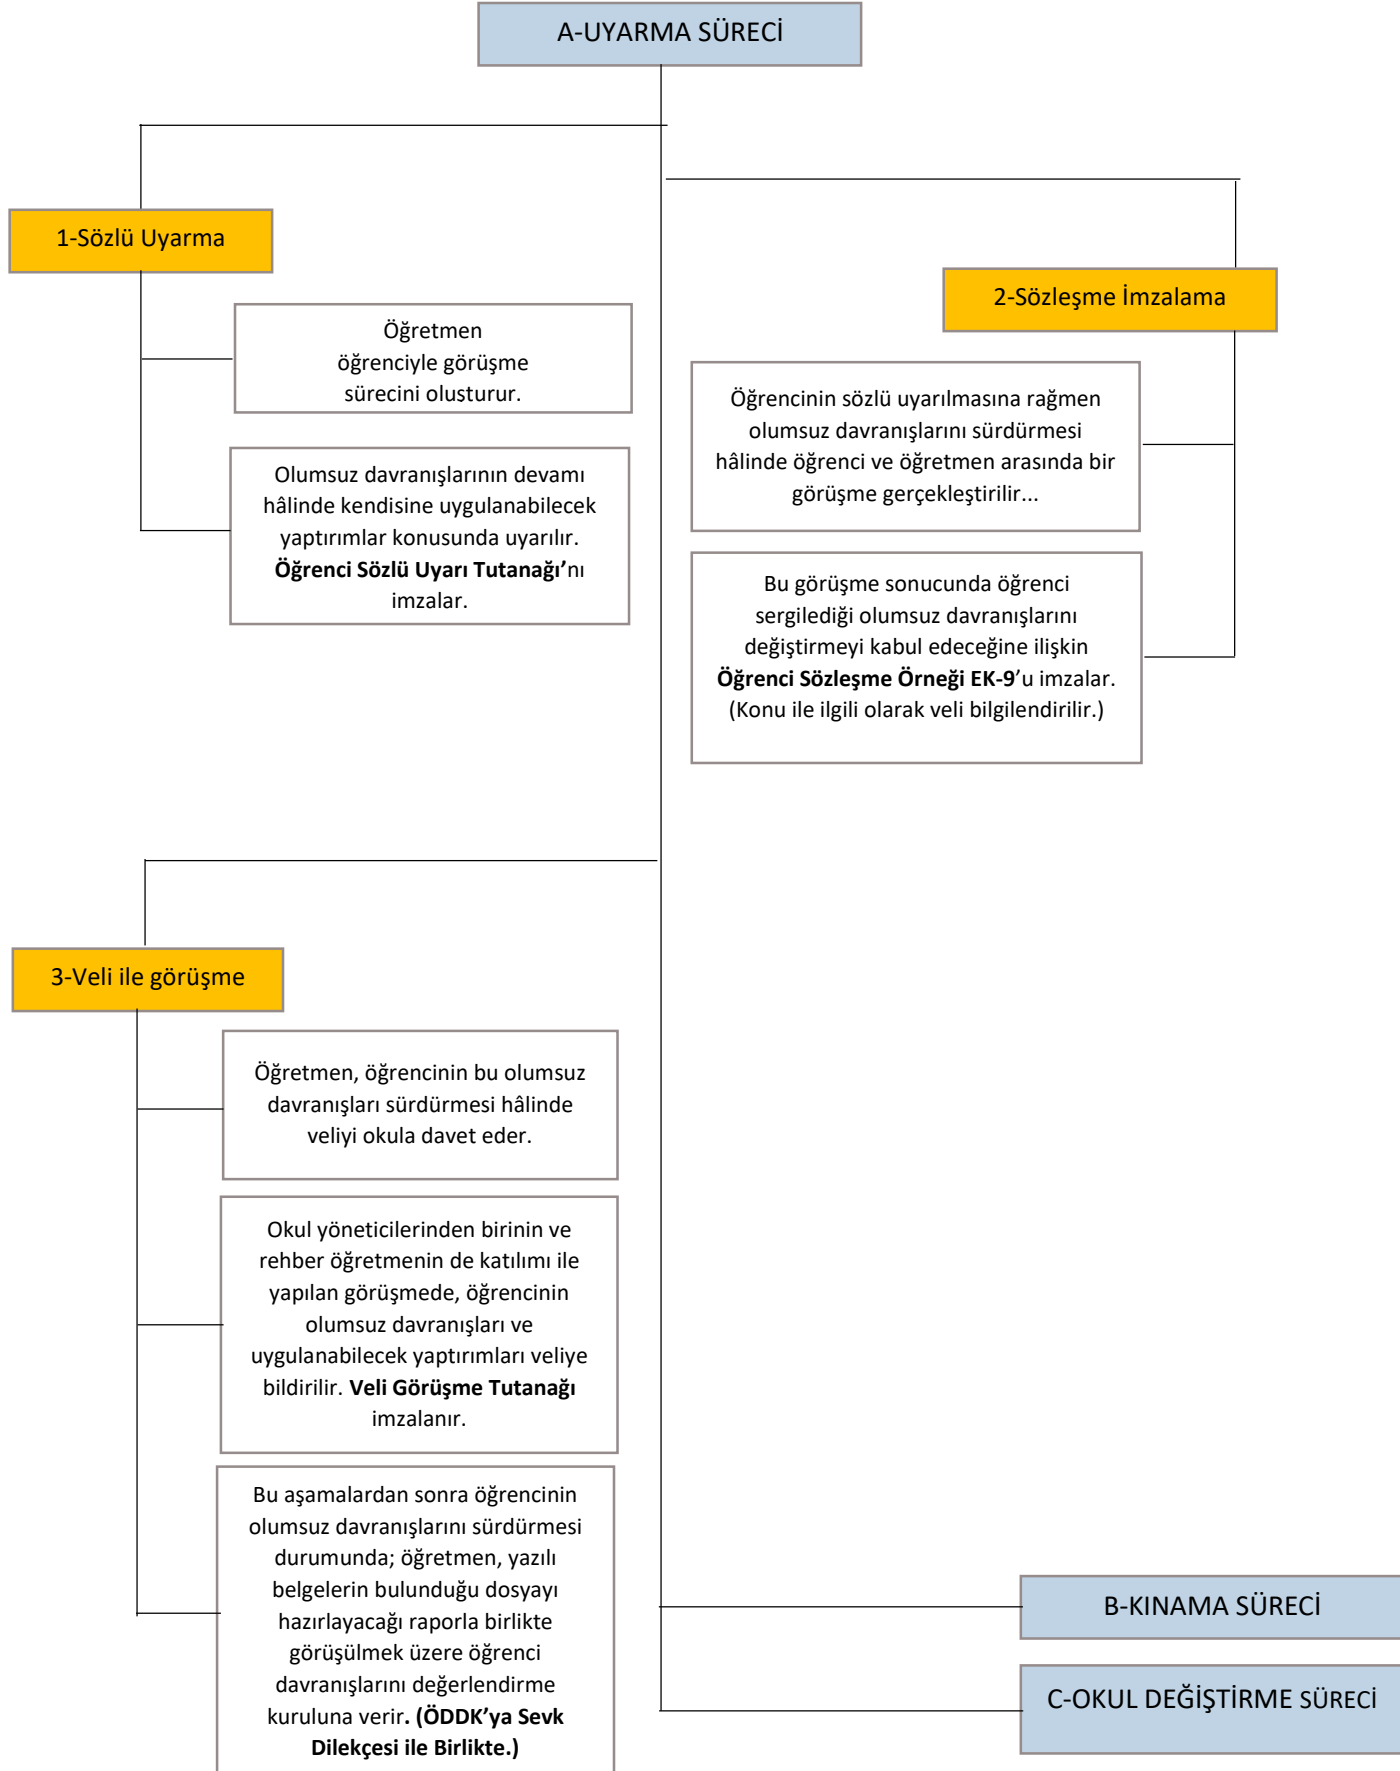 A-UYARMA SÜRECİ
1-Sözlü Uyarma
Öğretmen
öğrenciyle görüşme
sürecini olusturur.
Olumsuz davranışlarının devamı
hâlinde kendisine uygulanabilecek
yaptırımlar konusunda uyarılır.
Öğrenci Sözlü Uyarı Tutanağı’nı
imzalar.
2-Sözleşme İmzalama
Öğrencinin sözlü uyarılmasına rağmen
olumsuz davranışlarını sürdürmesi
hâlinde öğrenci ve öğretmen arasında bir
görüşme gerçekleştirilir...
Bu görüşme sonucunda öğrenci
sergilediği olumsuz davranışlarını
değiştirmeyi kabul edeceğine ilişkin
Öğrenci Sözleşme Örneği EK-9’u imzalar.
(Konu ile ilgili olarak veli bilgilendirilir.)
3-Veli ile görüşme
Öğretmen, öğrencinin bu olumsuz
davranışları sürdürmesi hâlinde
veliyi okula davet eder.
Okul yöneticilerinden birinin ve
rehber öğretmenin de katılımı ile
yapılan görüşmede, öğrencinin
olumsuz davranışları ve
uygulanabilecek yaptırımları veliye
bildirilir. Veli Görüşme Tutanağı
imzalanır.
Bu aşamalardan sonra öğrencinin
olumsuz davranışlarını sürdürmesi
durumunda; öğretmen, yazılı
belgelerin bulunduğu dosyayı
hazırlayacağı raporla birlikte
görüşülmek üzere öğrenci
davranışlarını değerlendirme
kuruluna verir. (ÖDDK’ya Sevk
Dilekçesi ile Birlikte.)
B-KINAMA SÜRECİ
C-OKUL DEĞİŞTİRME SÜRECİ